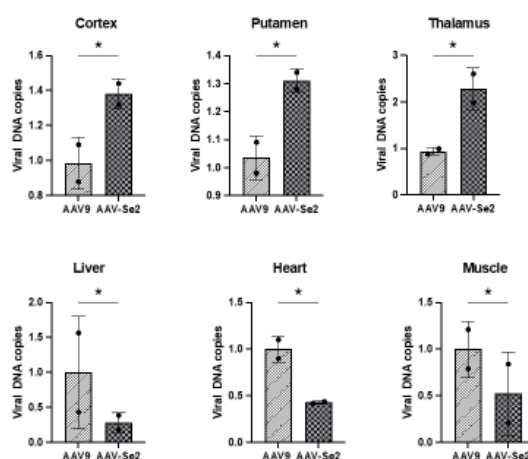 Cortex
*
Viral DNA copies
1.6
1.4
1.2
1.0
0.8
AAV9
AAV-Se2
Putamen
*
Viral DNA copies
1.4
1.3
1.2
1.1
1.0
0.9
AAV9
AAV-Se2
Thalamus
*
Viral DNA copies
3
2
1
0
AAV9
AAV-Se2
Liver
*
Viral DNA copies
2.0
1.5
1.0
0.5
0.0
AAV9
AAV-Se2
Heart
*
Viral DNA copies
1.5
1.0
0.5
0.0
AAV9
AAV-Se2
Muscle
*
Viral DNA copies
1.5
1.0
0.5
0.0
AAV9
AAV-Se2